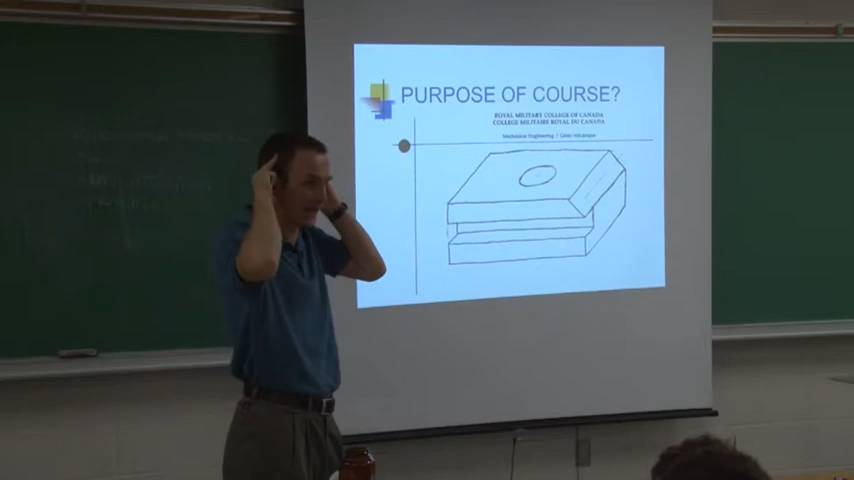 PURPOSE OF COURSE?
ROYAL MILITARY COLLEGE OF CANADA
COLLEGE MILITAIRE ROYAL DU CANADA
Mechanical Engineering / Génie mécanique